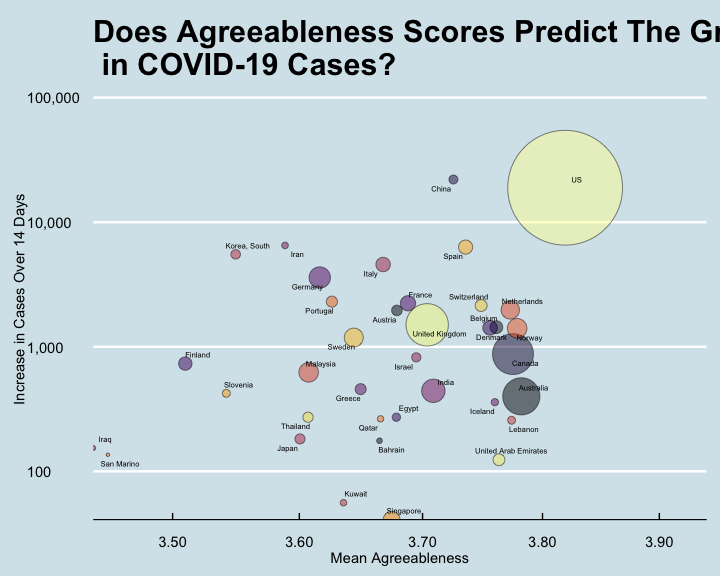 Does Agreeableness Scores Predict The Gr
in COVID-19 Cases?
100,000
10,000
1,000
100
Increase in Cases Over 14 Days
US
China
Spain
Korea, South
Iran
Italy
Germany
Portugal
France
Austria
Switzerland
Netherlands
Belgium
Denmark
Norway
United Kingdom
Sweden
Canada
Finland
Malaysia
Israel
India
Australia
Slovenia
Greece
Iceland
Egypt
Qatar
Lebanon
Thailand
Japan
Bahrain
United Arab Emirates
Iraq
San Marino
Kuwait
Singapore
3.50 3.60 3.70 3.80 3.90
Mean Agreeableness